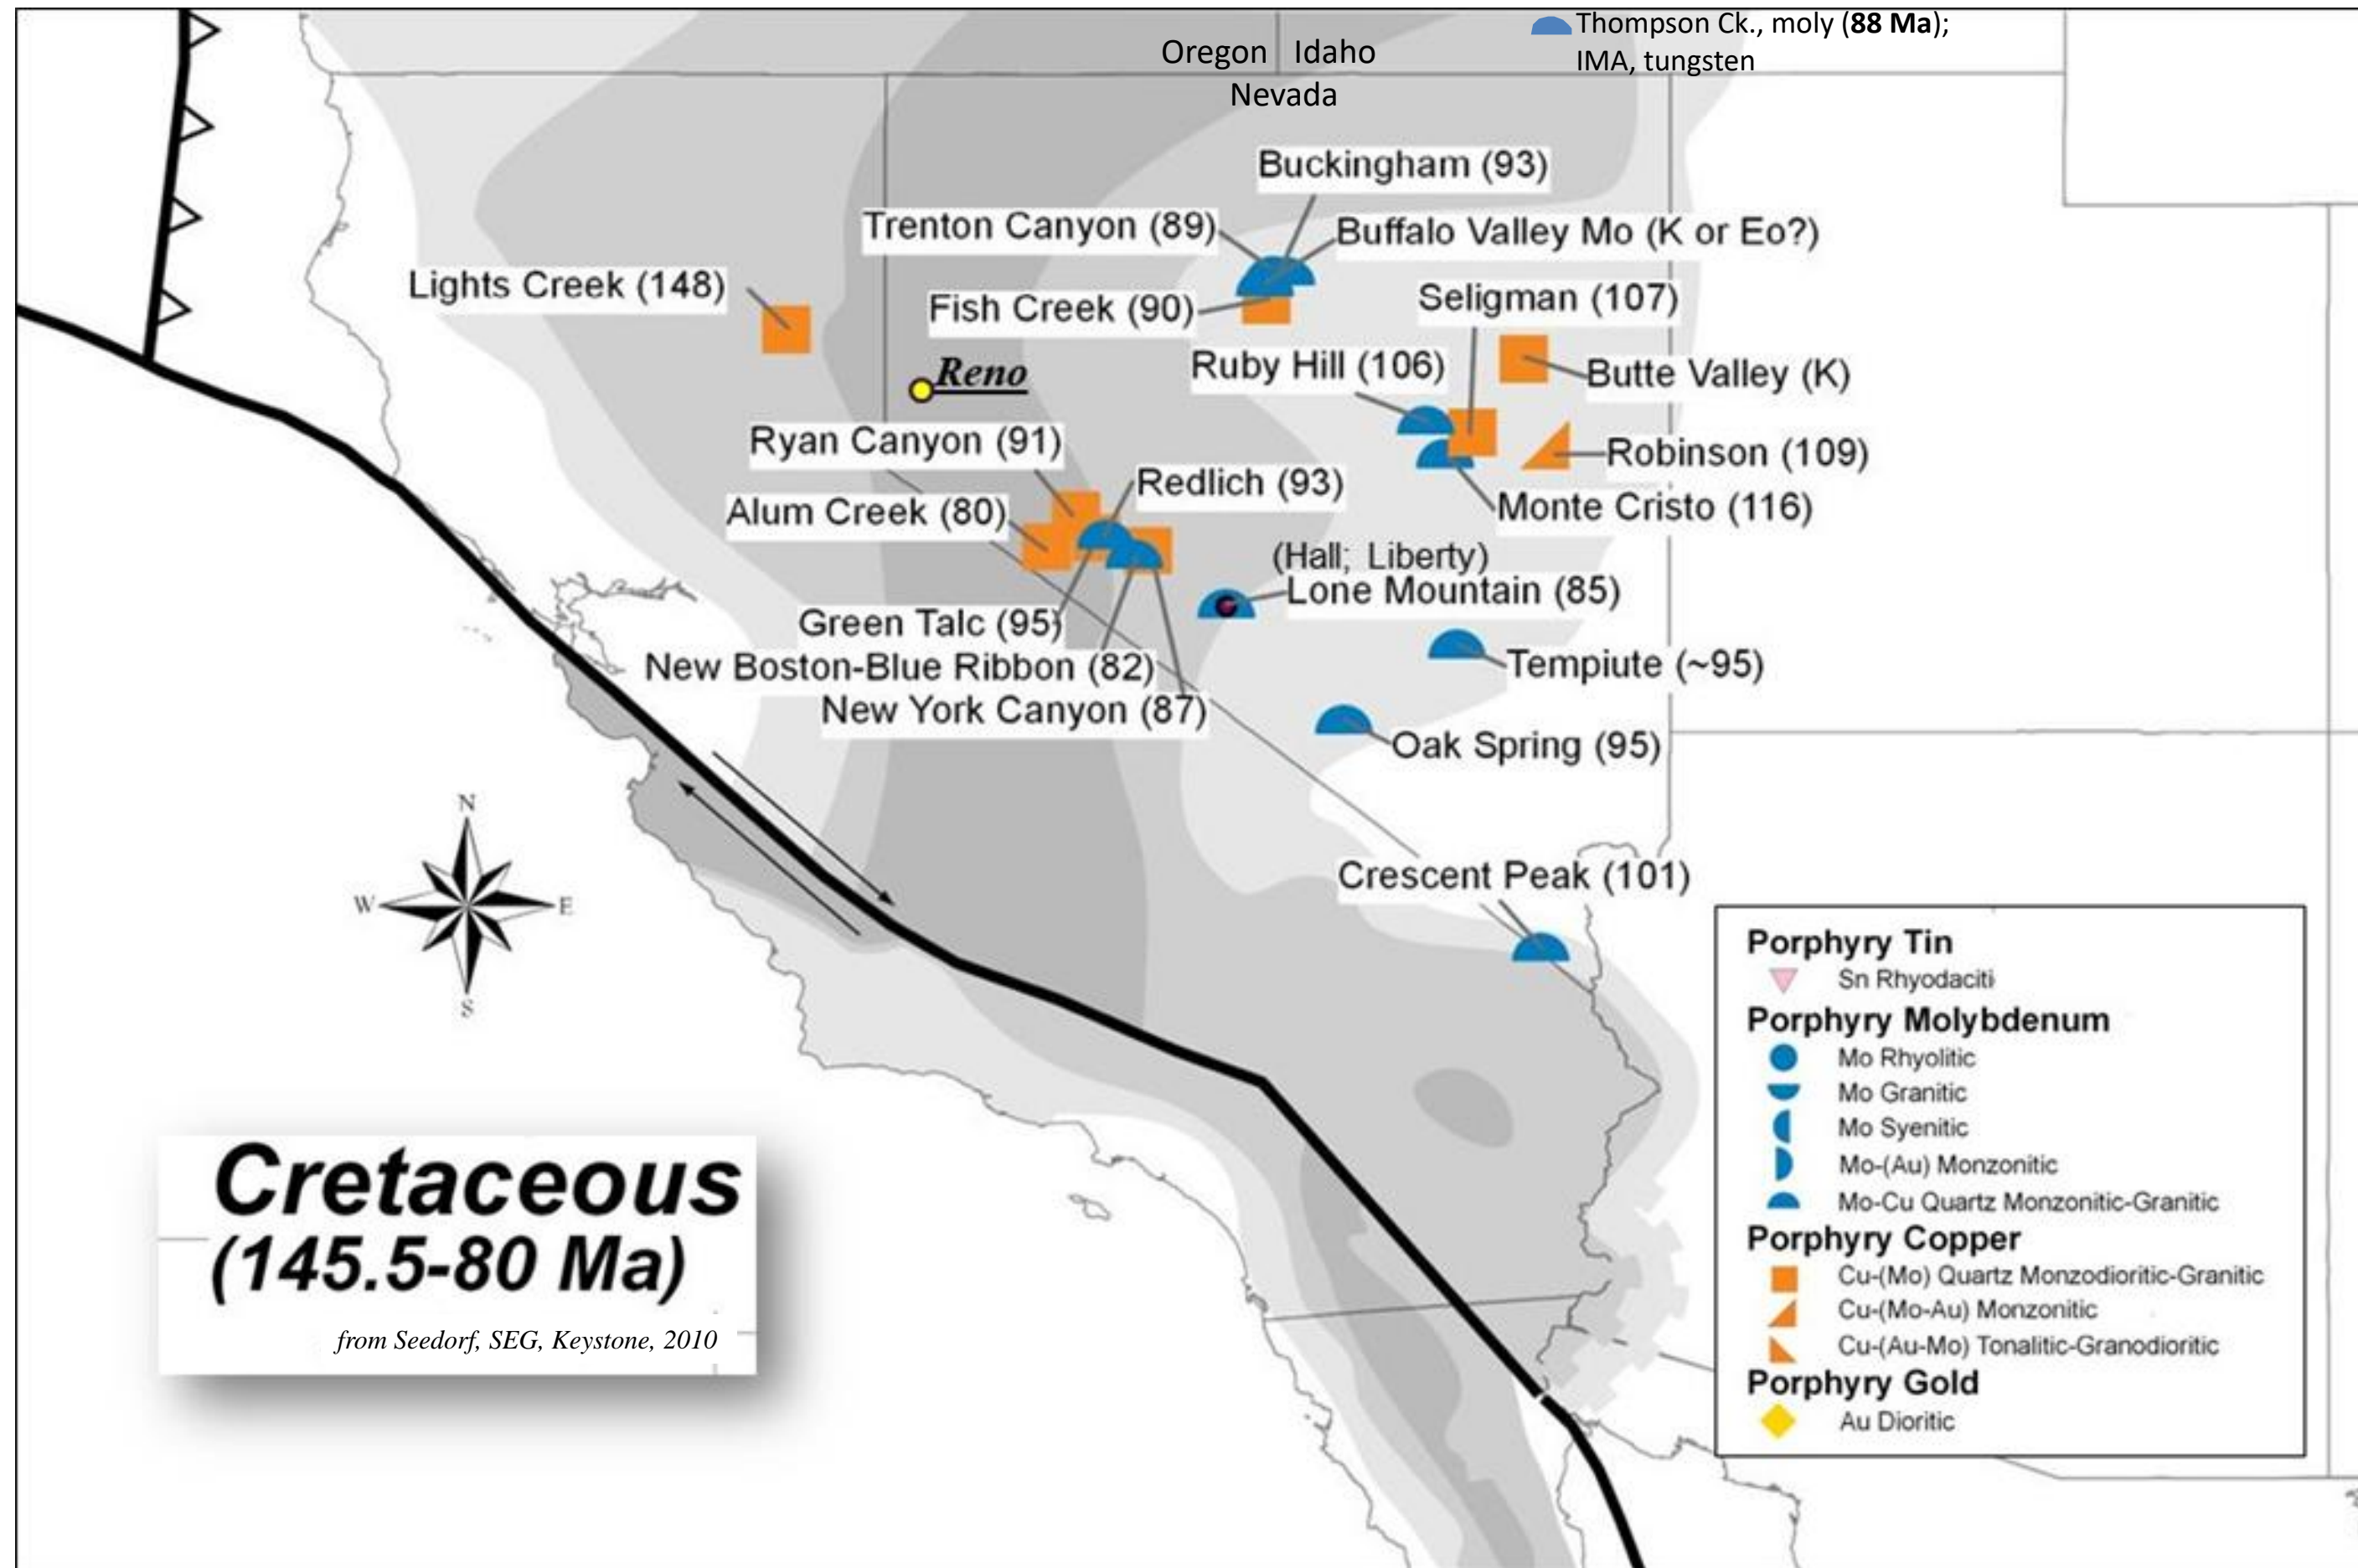 Thompson Ck., moly (88 Ma);
IMA, tungsten
Oregon Idaho
Nevada
Buckingham (93)
Trenton Canyon (89)
Buffalo Valley Mo (K or Eo?)
Lights Creek (148)
Fish Creek (90)
Seligman (107)
Ruby Hill (106)
Butte Valley (K)
Reno
Ryan Canyon (91)
Robinson (109)
Redlich (93)
Alum Creek (80)
Monte Cristo (116)
(Hall; Liberty)
Lone Mountain (85)
Green Talc (95)
New Boston-Blue Ribbon (82)
Tempiute (~95)
New York Canyon (87)
Oak Spring (95)
N
W E
S
Crescent Peak (101)
Cretaceous
(145.5-80 Ma)
from Seedorf, SEG, Keystone, 2010
Porphyry Tin
Sn Rhyodaciti
Porphyry Molybdenum
Mo Rhyolitic
Mo Granitic
Mo Syenitic
Mo-(Au) Monzonitic
Mo-Cu Quartz Monzonitic-Granitic
Porphyry Copper
Cu-(Mo) Quartz Monzodioritic-Granitic
Cu-(Mo-Au) Monzonitic
Cu-(Au-Mo) Tonalitic-Granodioritic
Porphyry Gold
Au Dioritic